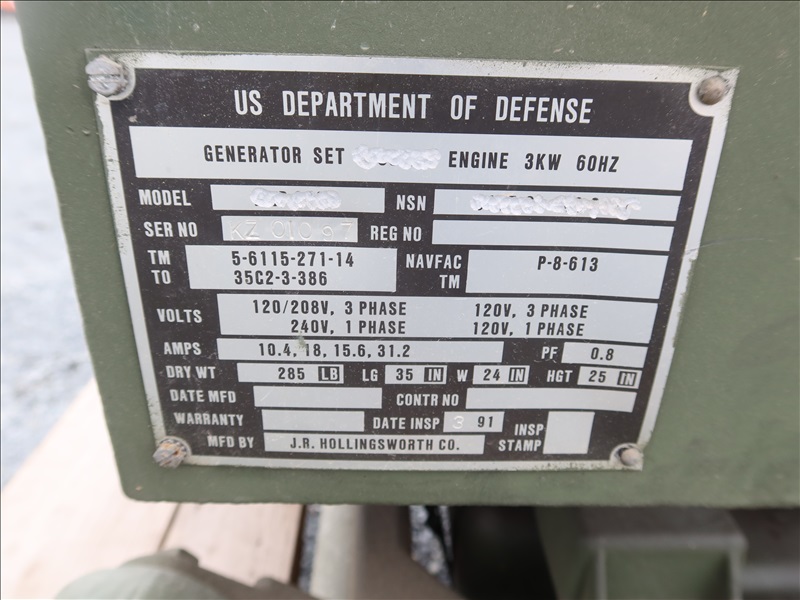 US DEPARTMENT OF DEFENSE
GENERATOR SET ENGINE 3KW 60HZ
MODEL NSN
SER NO KZ 01097 REG NO
TM 5-6115-271-14 NAVFAC P-8-613
TO 35C2-3-386 TM
VOLTS 120/208V, 3 PHASE 120V, 3 PHASE
240V, 1 PHASE 120V, 1 PHASE
AMPS 10.4, 18, 15.6, 31.2 PF 0.8
DRY WT 285 LB LG 35 IN W 24 IN HGT 25 IN
DATE MFD CONTR NO
WARRANTY DATE INSP 3 91 INSP STAMP
MFD BY J.R. HOLLINGSWORTH CO.